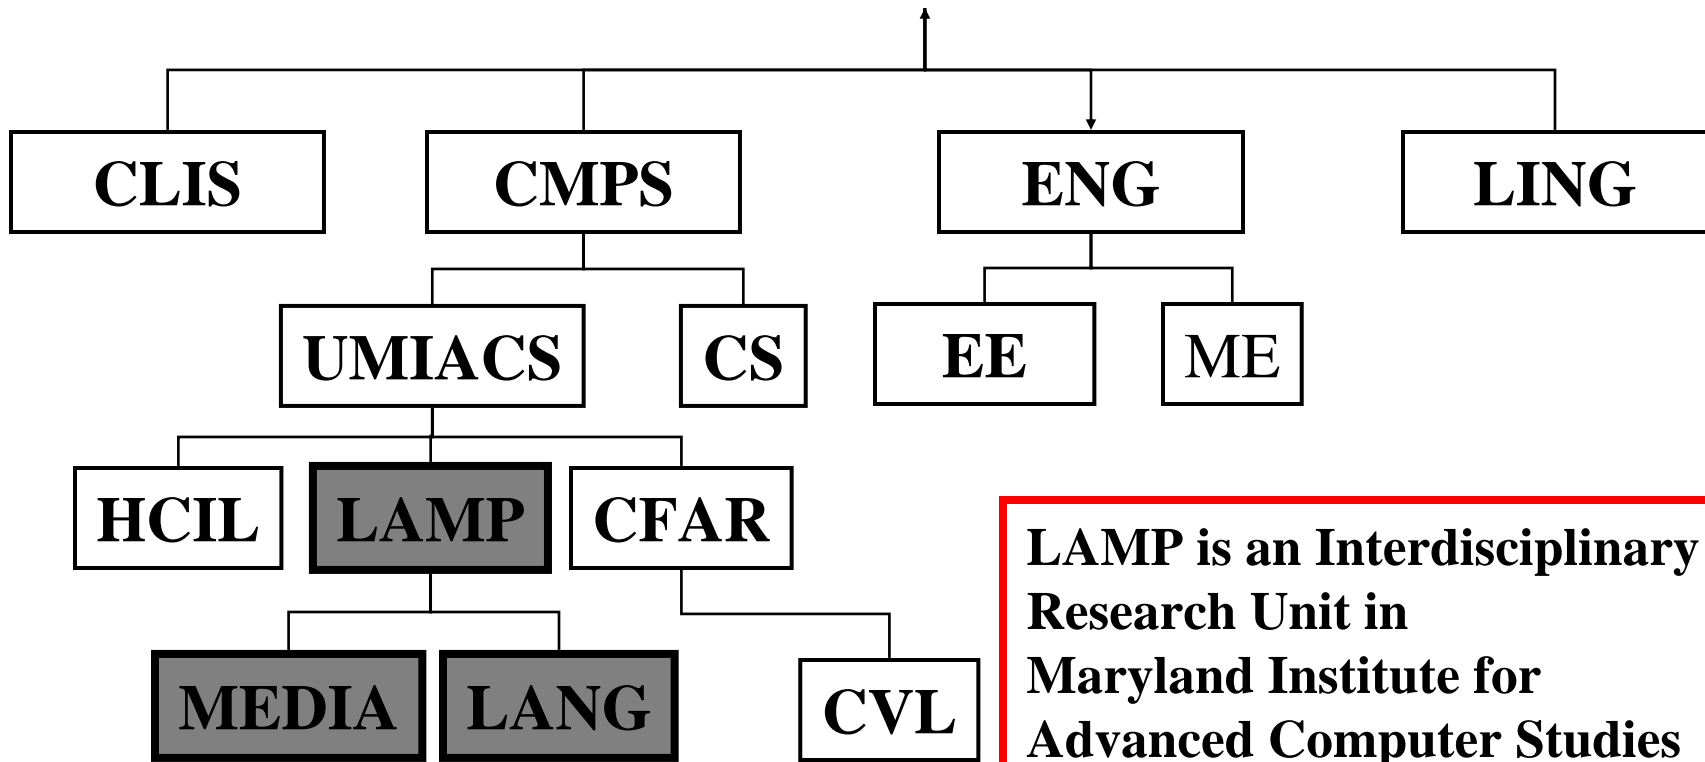 CLIS CMPS ENG LING
UMIACS CS EE ME
HCIL LAMP CFAR
MEDIA LANG CVL
LAMP is an Interdisciplinary
Research Unit in
Maryland Institute for
Advanced Computer Studies